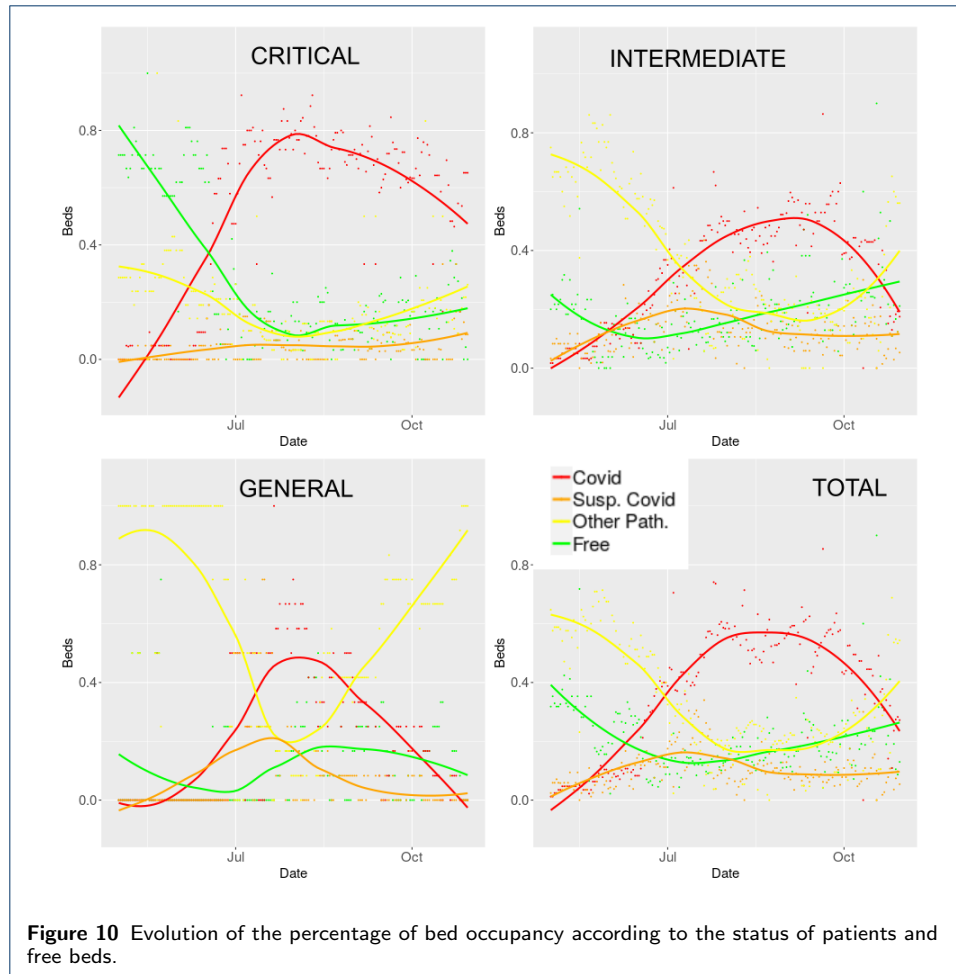 CRITICAL
0.8
0.4
0.0
Beds
Jul
Oct
Date
INTERMEDIATE
0.8
0.4
0.0
Beds
Jul
Oct
Date
GENERAL
0.8
0.4
0.0
Beds
Jul
Oct
Date
Covid
Susp. Covid
Other Path.
Free
TOTAL
0.8
0.4
0.0
Beds
Jul
Oct
Date
Figure 10 Evolution of the percentage of bed occupancy according to the status of patients and
free beds.